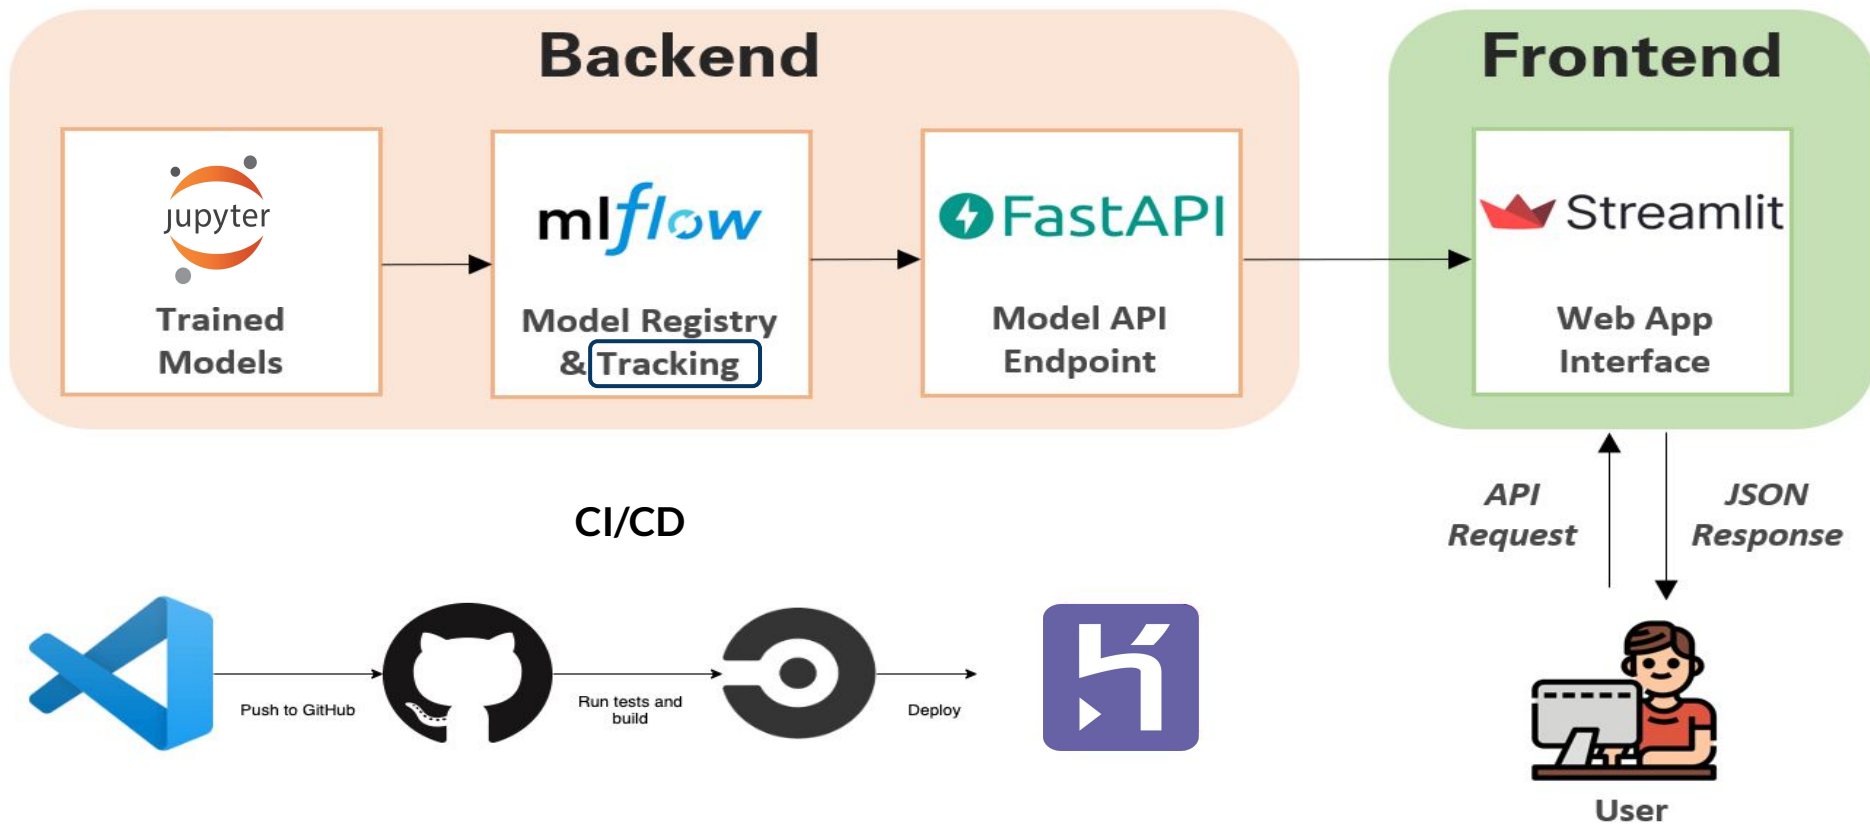 Backend
Frontend
jupyter
Trained
Models
mlflow
Model Registry
& Tracking
FastAPI
Model API
Endpoint
Streamlit
Web App
Interface
API
Request
JSON
Response
CI/CD
Push to GitHub
Run tests and
build
Deploy
User